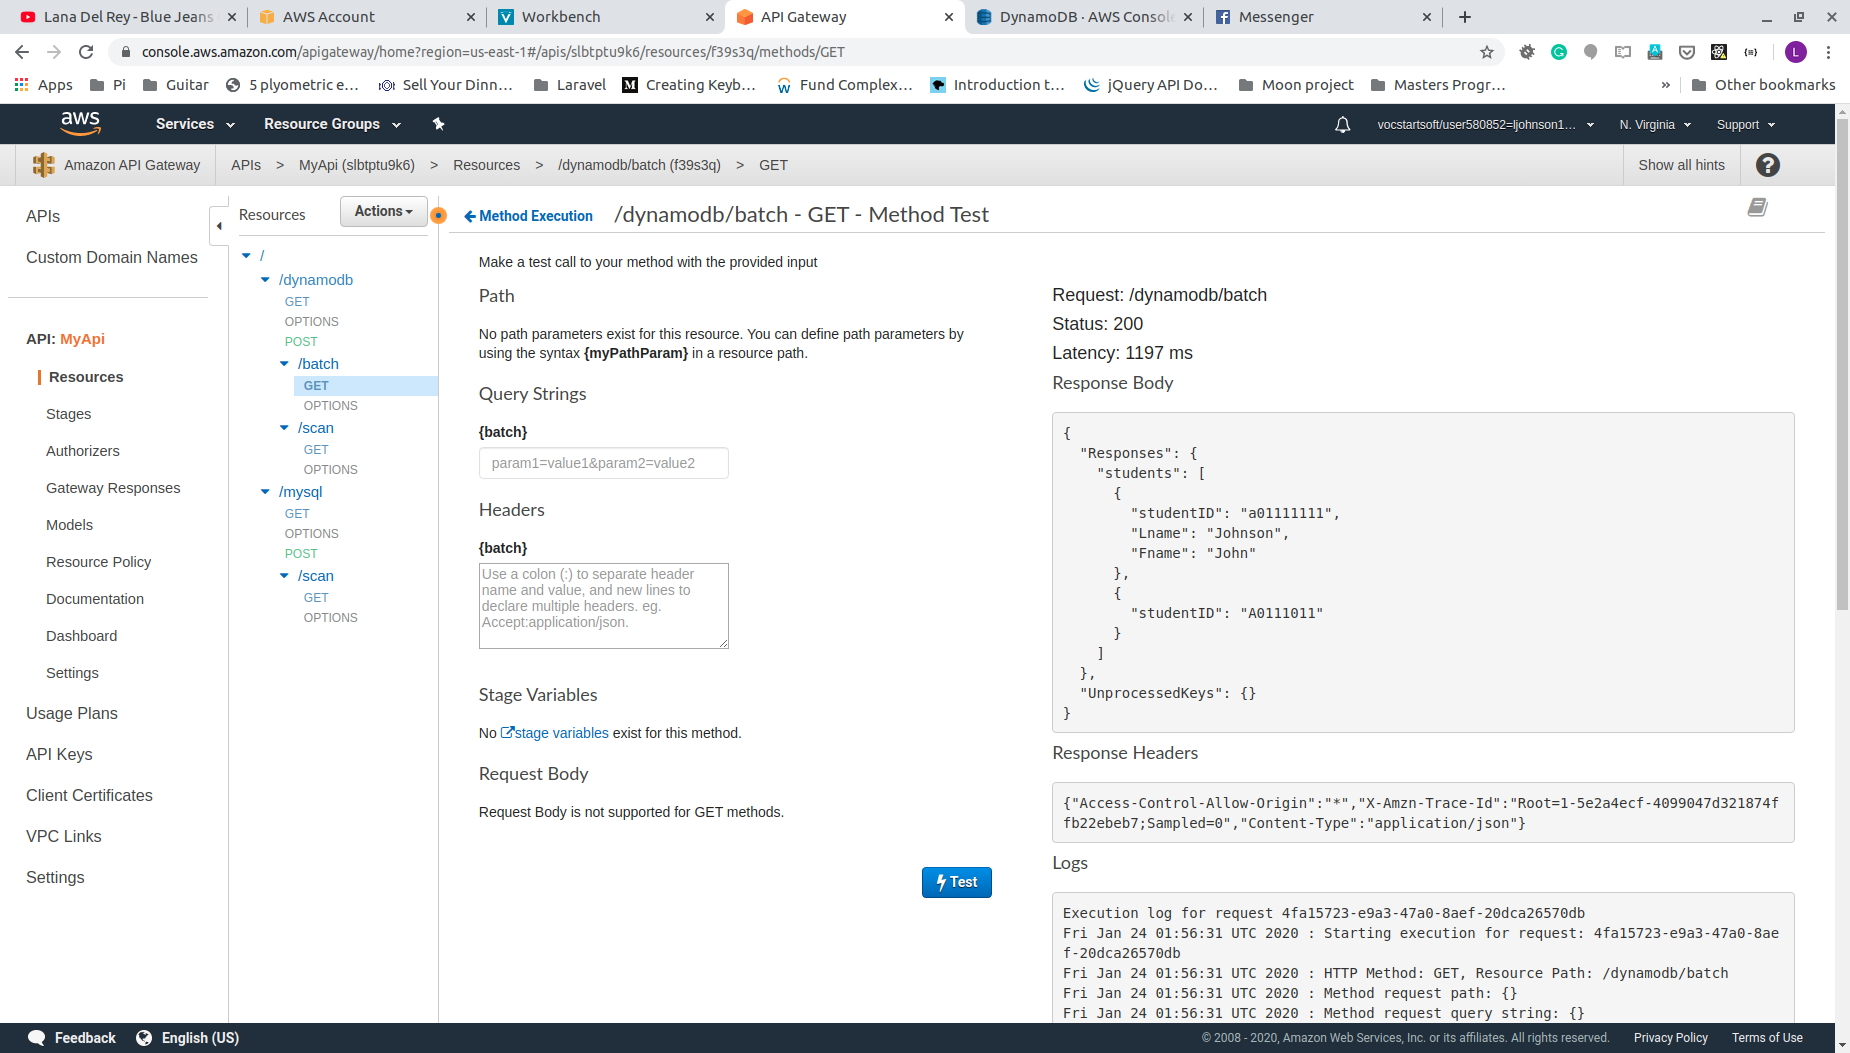 Lana Del Rey - Blue Jeans
AWS Account
Workbench
API Gateway
DynamoDB · AWS Consol
Messenger
console.aws.amazon.com/apigateway/home?region=us-east-1#/apis/slbtptu9k6/resources/f39s3q/methods/GET
L
Apps
Pi
Guitar
5 plyometric e…
Sell Your Dinn…
Laravel
Creating Keyb…
Fund Complex…
Introduction t…
jQuery API Do…
Moon project
Masters Progr…
»
Other bookmarks
aws
Services
Resource Groups
vocstartsoft/user580852=ljohnson1...
N. Virginia
Support
Amazon API Gateway
APIs > MyApi (slbtptu9k6) > Resources > /dynamodb/batch (f39s3q) > GET
Show all hints
?
APIs
Custom Domain Names
API: MyApi
Resources
Stages
Authorizers
Gateway Responses
Models
Resource Policy
Documentation
Dashboard
Settings
Usage Plans
API Keys
Client Certificates
VPC Links
Settings
Resources
Actions
/
/dynamodb
GET
OPTIONS
POST
/batch
GET
OPTIONS
/scan
GET
OPTIONS
/mysql
GET
OPTIONS
POST
/scan
GET
OPTIONS
Method Execution
/dynamodb/batch - GET - Method Test
Make a test call to your method with the provided input
Path
No path parameters exist for this resource. You can define path parameters by
using the syntax {myPathParam} in a resource path.
Query Strings
{batch}
param1=value1&param2=value2
Headers
{batch}
Use a colon (:) to separate header
name and value, and new lines to
declare multiple headers. eg.
Accept:application/json.
Stage Variables
No stage variables exist for this method.
Request Body
Request Body is not supported for GET methods.
Test
Request: /dynamodb/batch
Status: 200
Latency: 1197 ms
Response Body
{
"Responses": {
"students": [
{
"studentID": "a01111111",
"Lname": "Johnson",
"Fname": "John"
},
{
"studentID": "A0111011"
}
]
},
"UnprocessedKeys": {}
}
Response Headers
{"Access-Control-Allow-Origin":"*","X-Amzn-Trace-Id":"Root=1-5e2a4ecf-4099047d321874f
fb22ebeb7;Sampled=0","Content-Type":"application/json"}
Logs
Execution log for request 4fa15723-e9a3-47a0-8aef-20dca26570db
Fri Jan 24 01:56:31 UTC 2020 : Starting execution for request: 4fa15723-e9a3-47a0-8ae
f-20dca26570db
Fri Jan 24 01:56:31 UTC 2020 : HTTP Method: GET, Resource Path: /dynamodb/batch
Fri Jan 24 01:56:31 UTC 2020 : Method request path: {}
Fri Jan 24 01:56:31 UTC 2020 : Method request query string: {}
Feedback
English (US)
© 2008 - 2020, Amazon Web Services, Inc. or its affiliates. All rights reserved.
Privacy Policy
Terms of Use